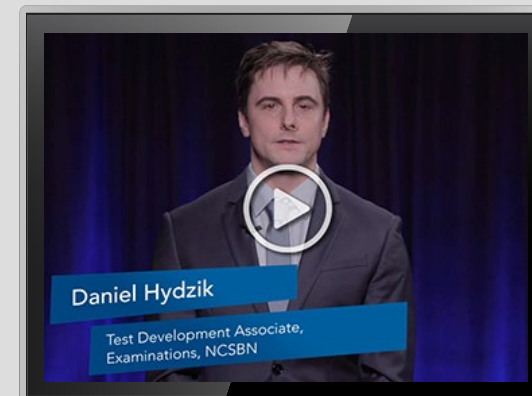 Daniel Hydzik
Test Development Associate,
Examinations, NCSBN